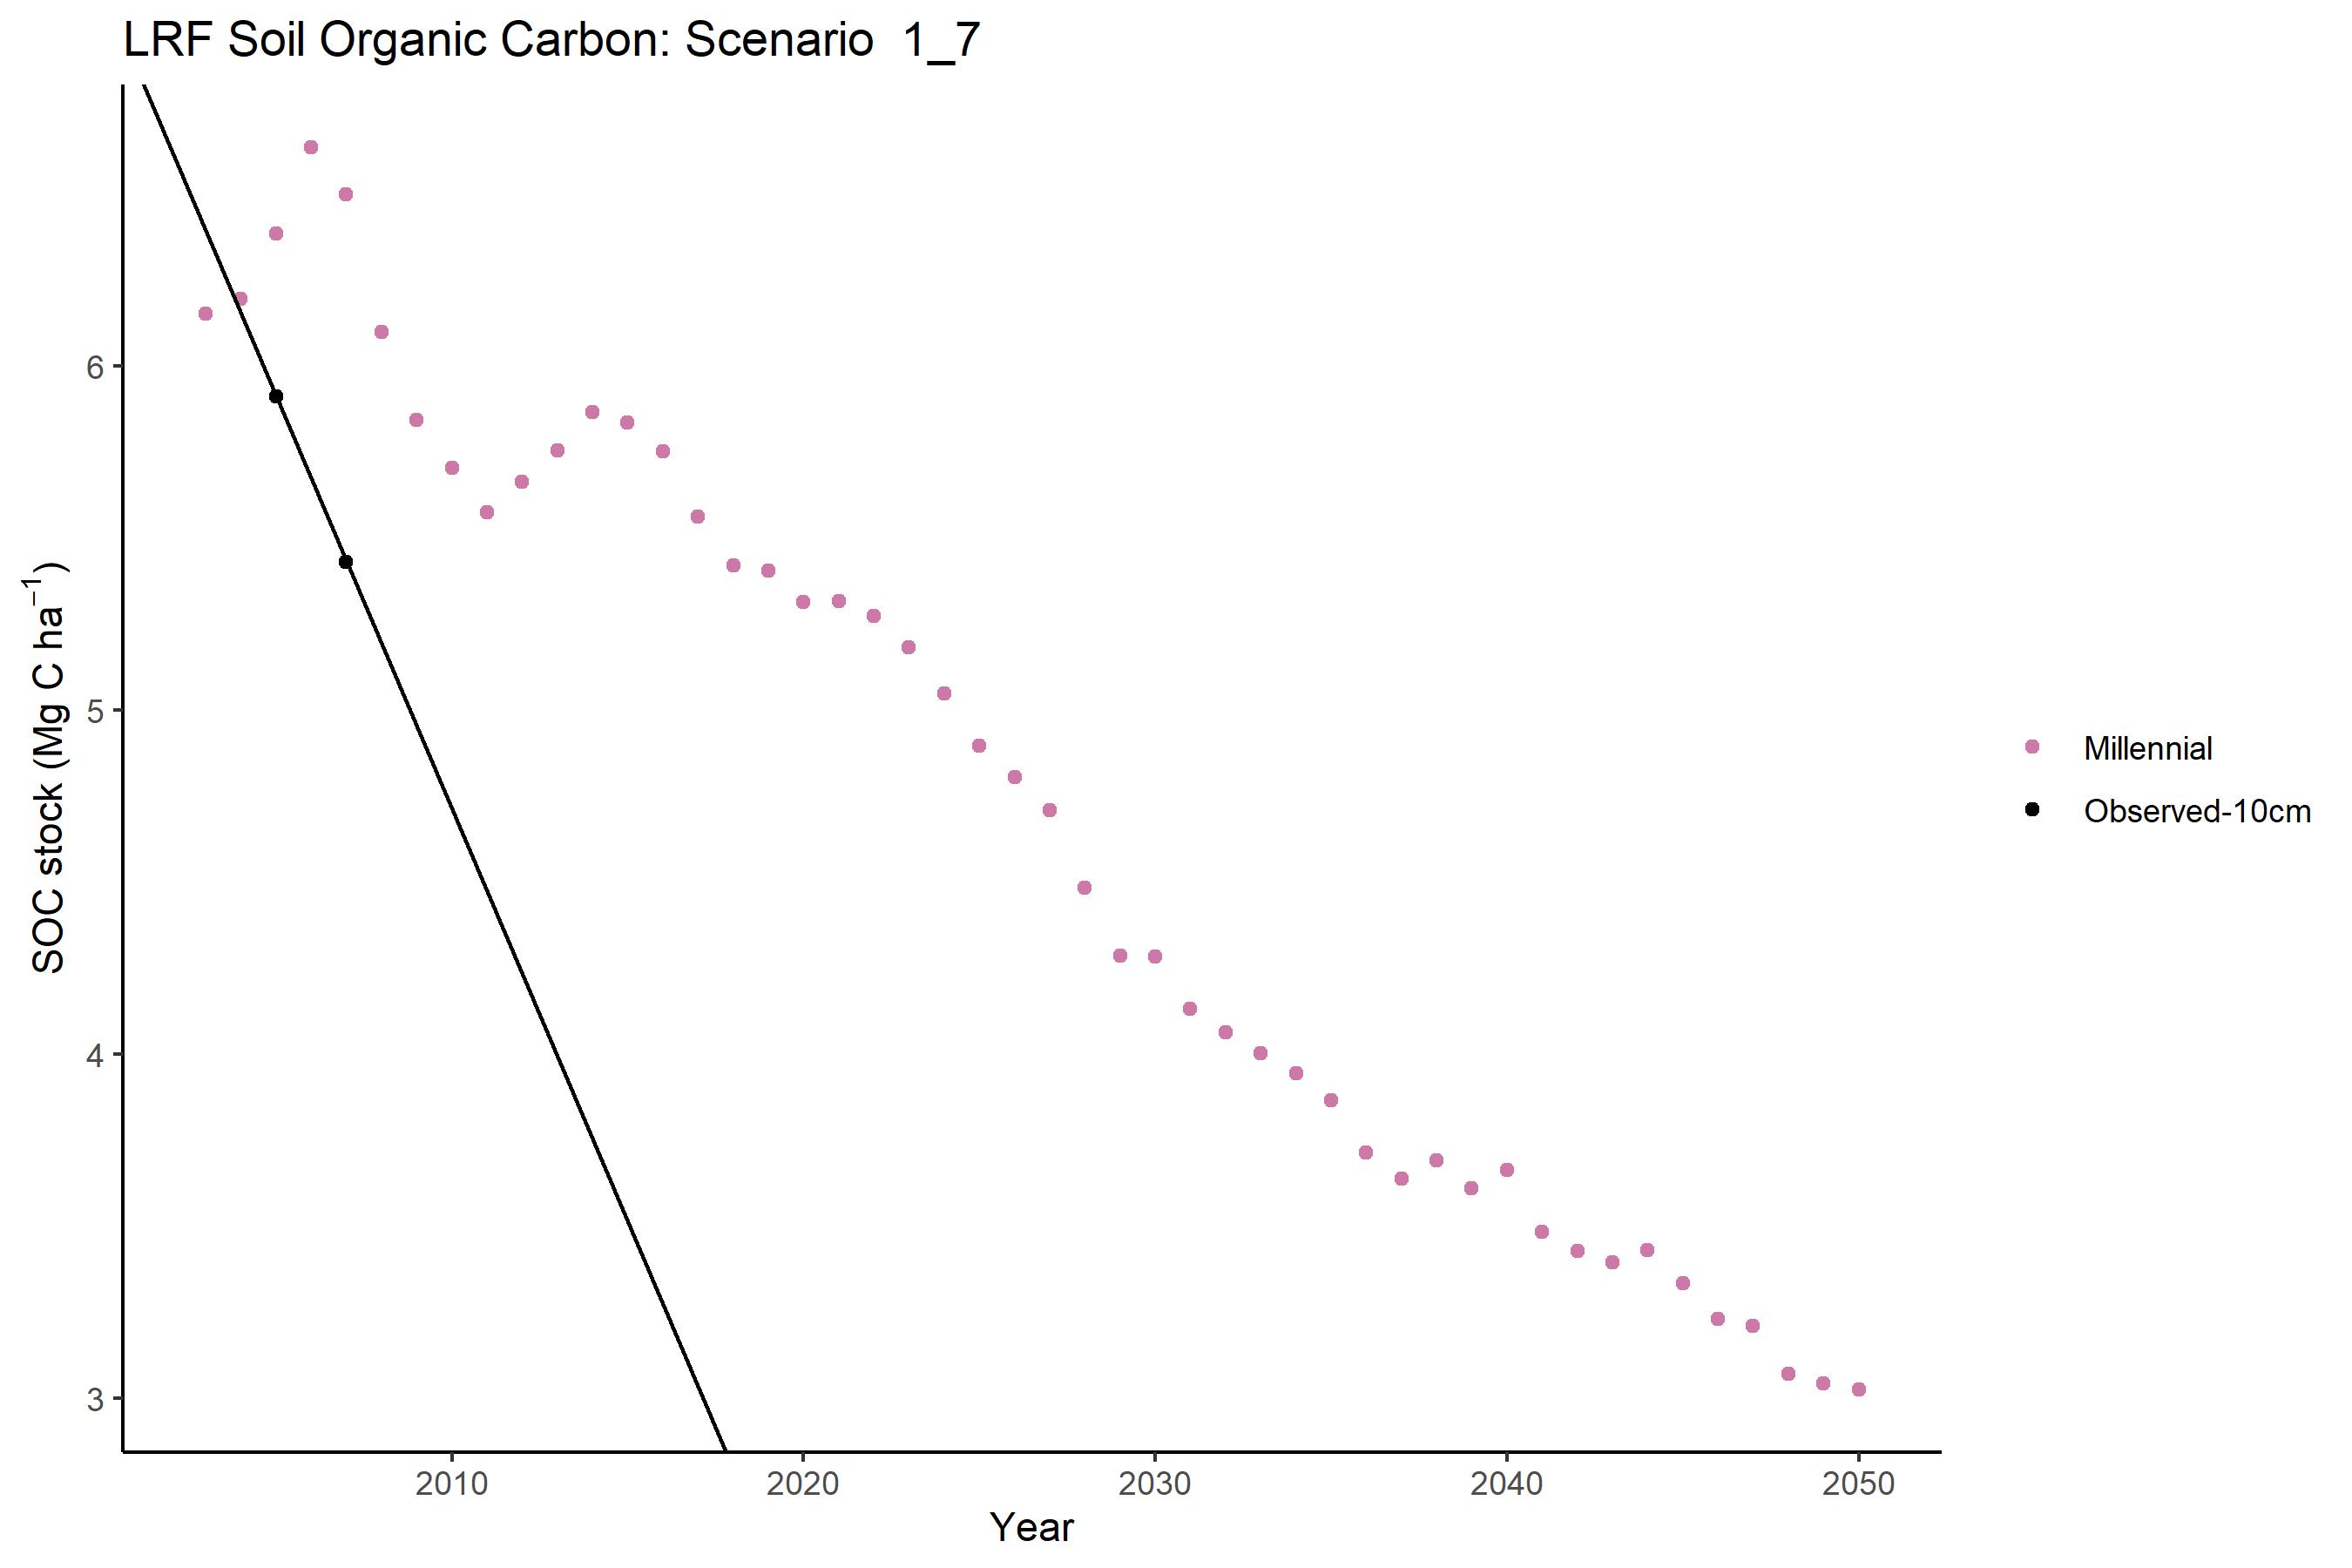 LRF Soil Organic Carbon: Scenario  1_7
SOC stock (Mg C ha⁻¹)
6
5
4
3
2010
2020
2030
2040
2050
Year
Millennial
Observed-10cm